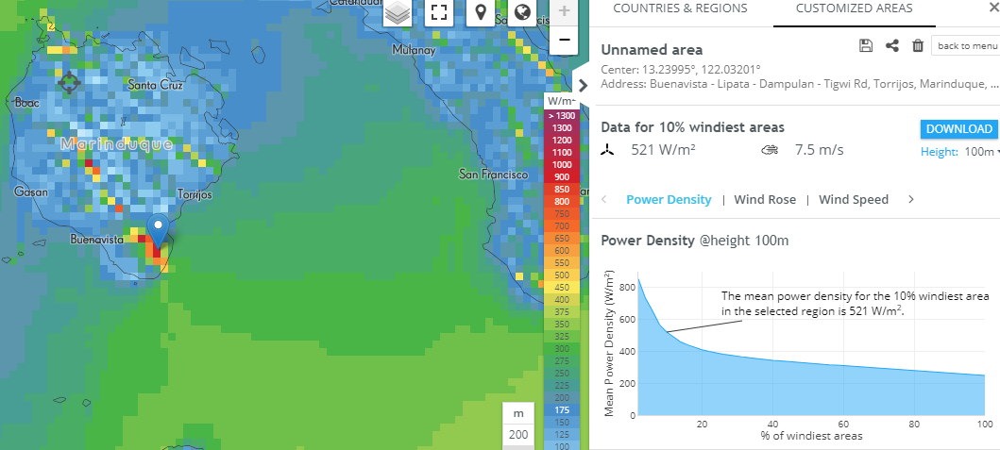 Catanduan
San Francisco
Mulanay
Santa Cruz
Boac
Marinduque
San Francisco
Gasan
Torrijos
Buenavista
+
−
W/m²
> 1300
1300
1200
1100
1000
900
850
800
750
700
650
600
550
500
450
400
375
350
325
300
275
250
225
200
175
150
125
100
m
200
COUNTRIES & REGIONS
CUSTOMIZED AREAS
Unnamed area
back to menu
Center: 13.23995°, 122.03201°
Address: Buenavista - Lipata - Dampulan - Tigwi Rd, Torrijos, Marinduque, ...
Data for 10% windiest areas
DOWNLOAD
521 W/m²
7.5 m/s
Height: 100m
Power Density | Wind Rose | Wind Speed
Power Density @height 100m
Mean Power Density (W/m²)
800
600
400
200
0
The mean power density for the 10% windiest area
in the selected region is 521 W/m².
20
40
60
80
100
% of windiest areas